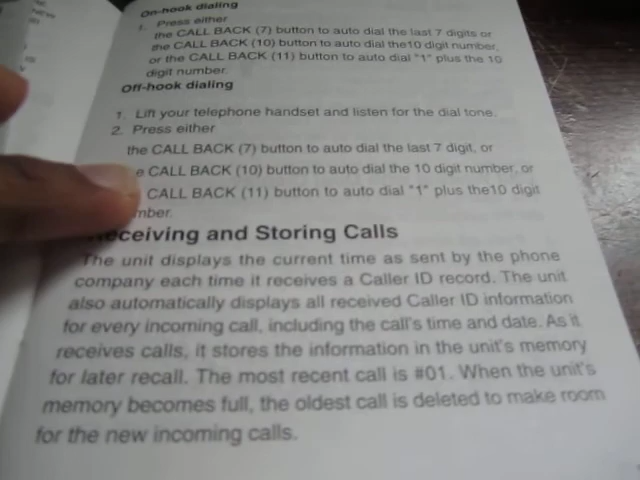 On-hook dialing
1. Press either
the CALL BACK (7) button to auto dial the last 7 digits or
the CALL BACK (10) button to auto dial the10 digit number,
or the CALL BACK (11) button to auto dial "1" plus the 10
digit number.
Off-hook dialing
1. Lift your telephone handset and listen for the dial tone.
2. Press either
the CALL BACK (7) button to auto dial the last 7 digit, or
e CALL BACK (10) button to auto dial the 10 digit number, or
CALL BACK (11) button to auto dial "1" plus the10 digit
mber.
Receiving and Storing Calls
The unit displays the current time as sent by the phone
company each time it receives a Caller ID record. The unit
also automatically displays all received Caller ID information
for every incoming call, including the call's time and date. As it
receives calls, it stores the information in the unit's memory
for later recall. The most recent call is #01. When the unit's
memory becomes full, the oldest call is deleted to make room
for the new incoming calls.